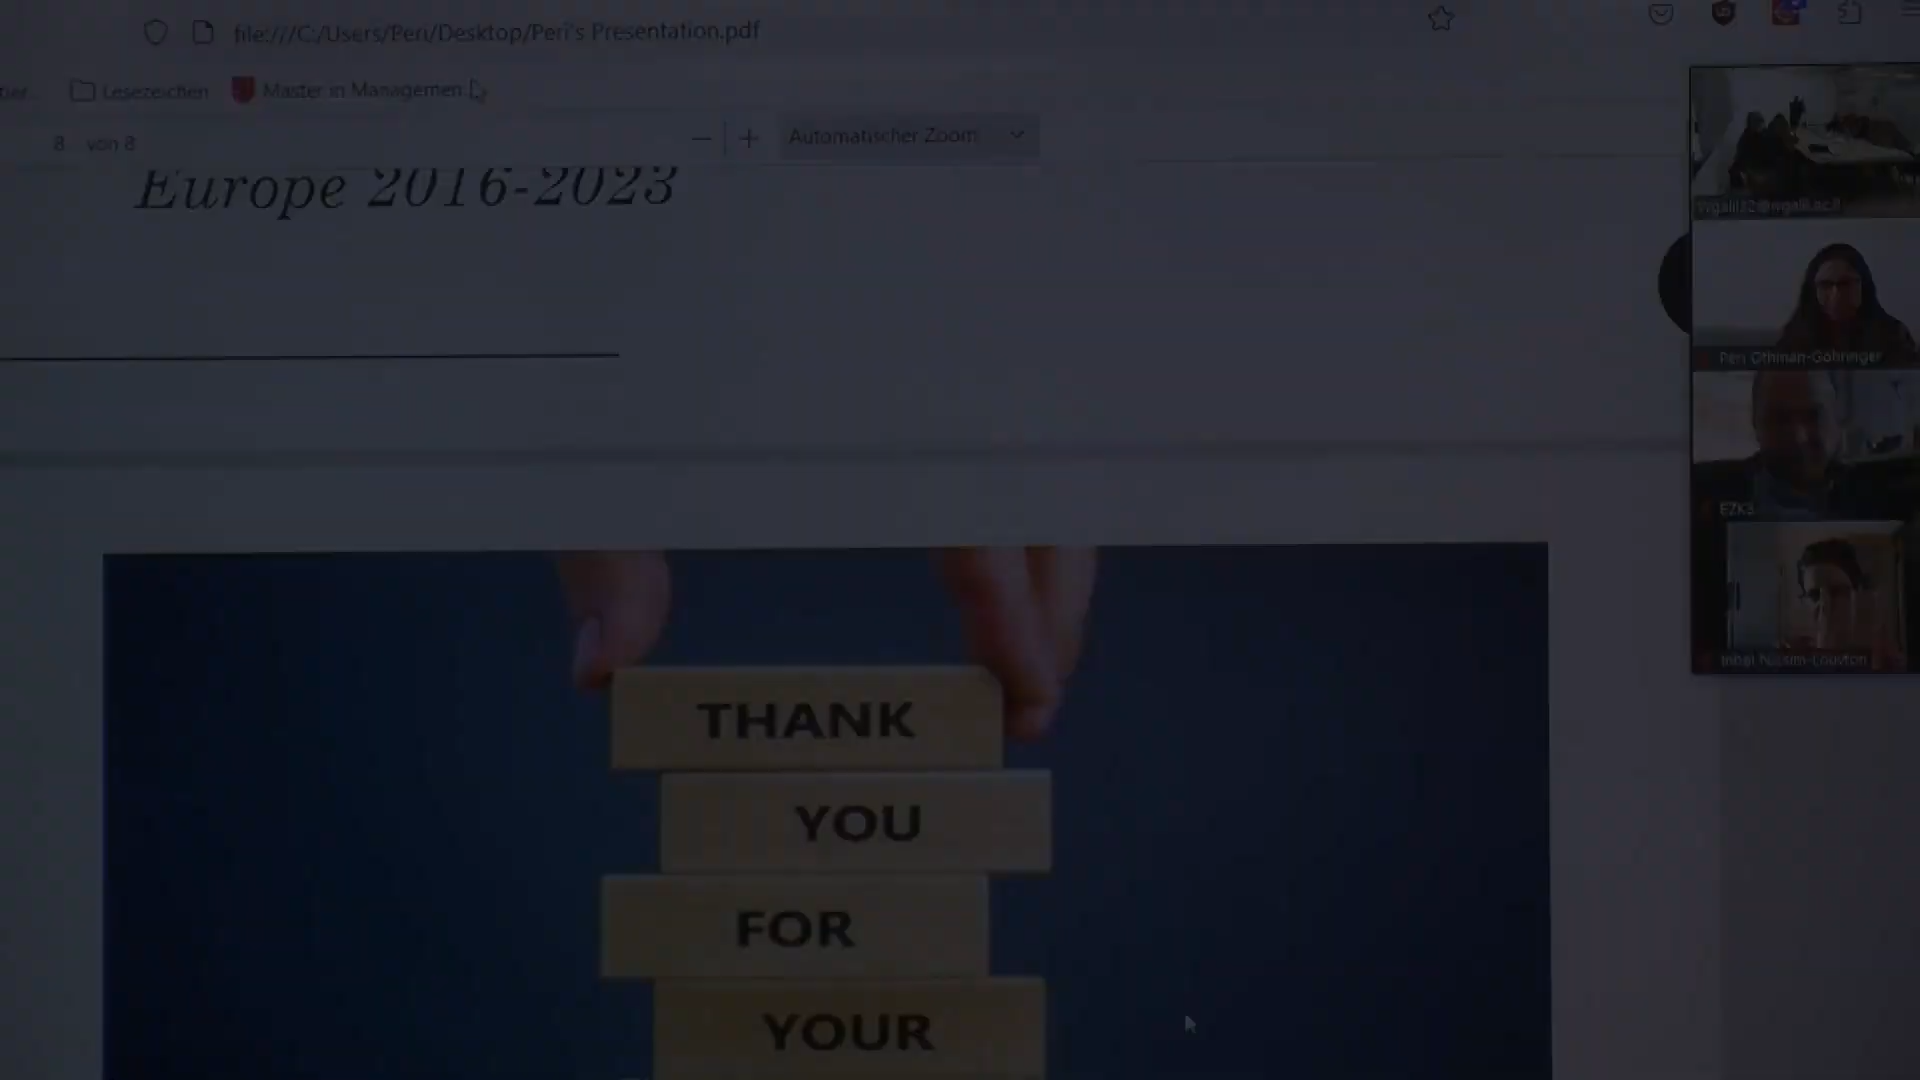 file:///C:/Users/Peri/Desktop/Peri's Presentation.pdf
Lesezeichen
Master in Managemen
8 von 8
Automatischer Zoom
Europe 2016-2023
Peri Othman-Gohringer
EZKS
THANK
YOU
FOR
YOUR